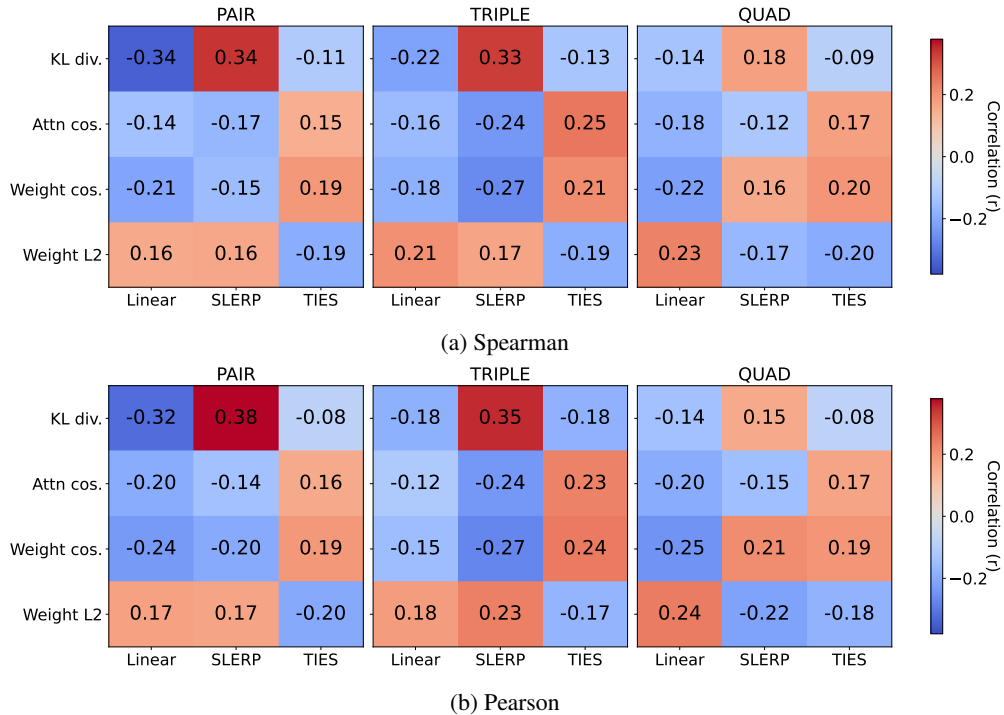 PAIR TRIPLE QUAD
KL div. -0.34 0.34 -0.11 -0.22 0.33 -0.13 -0.14 0.18 -0.09
Attn cos. -0.14 -0.17 0.15 -0.16 -0.24 0.25 -0.18 -0.12 0.17
Weight cos. -0.21 -0.15 0.19 -0.18 -0.27 0.21 -0.22 0.16 0.20
Weight L2 0.16 0.16 -0.19 0.21 0.17 -0.19 0.23 -0.17 -0.20
Linear SLERP TIES Linear SLERP TIES Linear SLERP TIES
0.2
0.0
−0.2
Correlation (r)
(a) Spearman
PAIR TRIPLE QUAD
KL div. -0.32 0.38 -0.08 -0.18 0.35 -0.18 -0.14 0.15 -0.08
Attn cos. -0.20 -0.14 0.16 -0.12 -0.24 0.23 -0.20 -0.15 0.17
Weight cos. -0.24 -0.20 0.19 -0.15 -0.27 0.24 -0.25 0.21 0.19
Weight L2 0.17 0.17 -0.20 0.18 0.23 -0.17 0.24 -0.22 -0.18
Linear SLERP TIES Linear SLERP TIES Linear SLERP TIES
0.2
0.0
−0.2
Correlation (r)
(b) Pearson